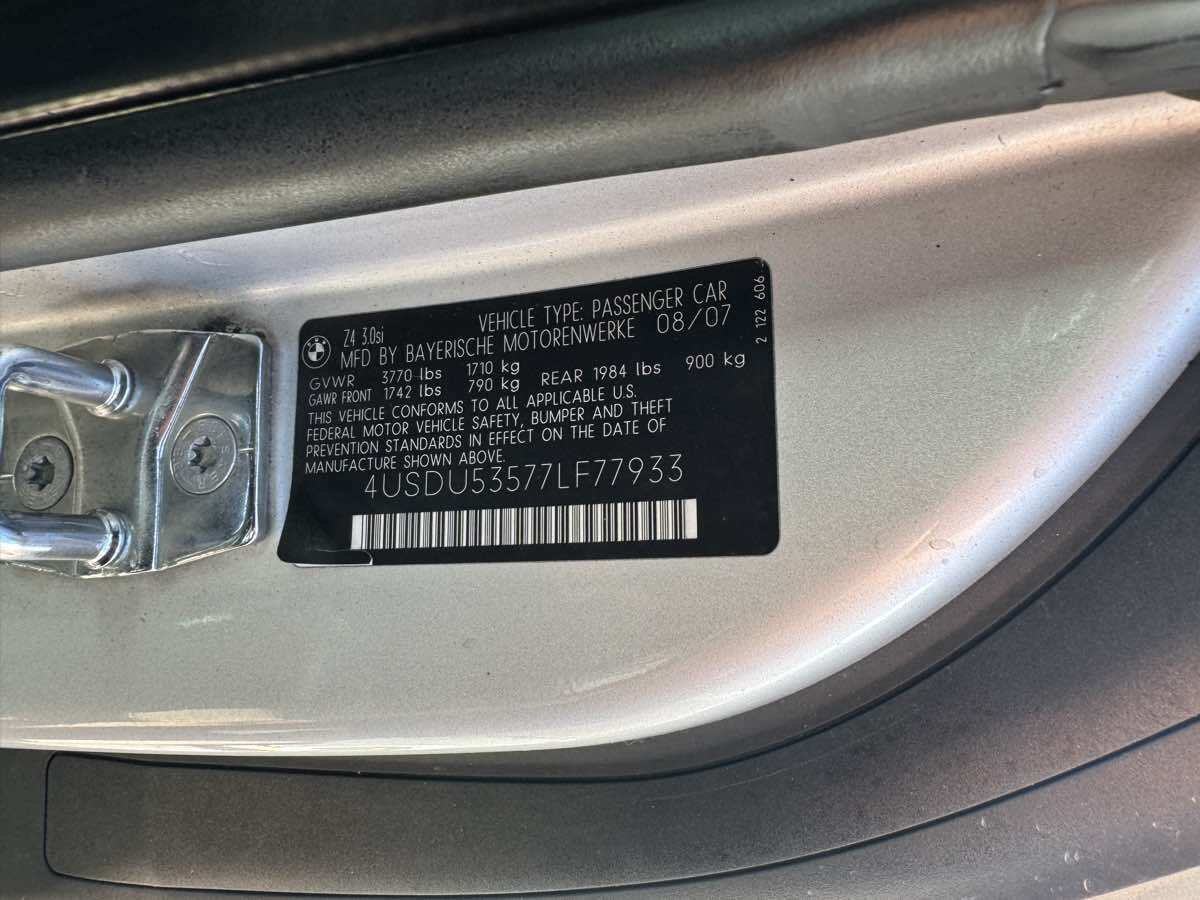 BMW
Z4 3.0si VEHICLE TYPE: PASSENGER CAR
MFD BY BAYERISCHE MOTORENWERKE 08/07
GVWR 3770 lbs 1710 kg
GAWR FRONT 1742 lbs 790 kg REAR 1984 lbs 900 kg
THIS VEHICLE CONFORMS TO ALL APPLICABLE U.S.
FEDERAL MOTOR VEHICLE SAFETY, BUMPER AND THEFT
PREVENTION STANDARDS IN EFFECT ON THE DATE OF
MANUFACTURE SHOWN ABOVE.
4USDU53577LF77933
2 122 606